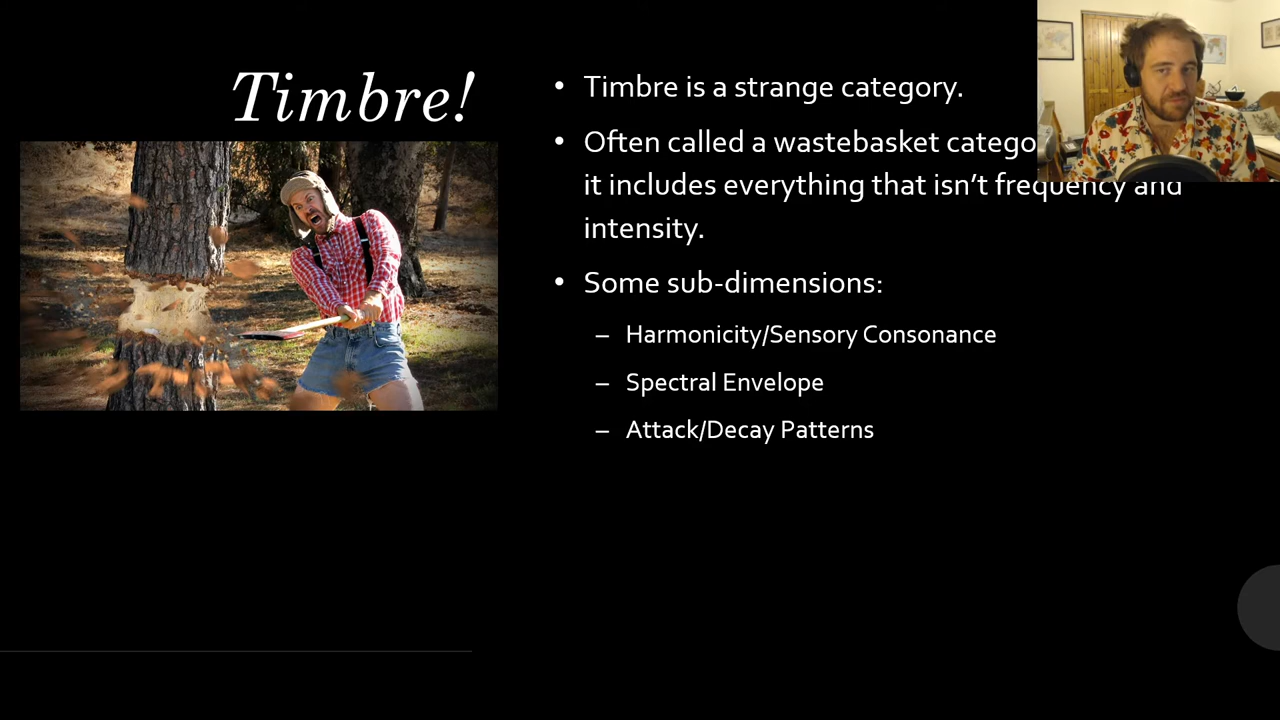 Timbre!
• Timbre is a strange category.
• Often called a wastebasket
it includes everything that isn't frequency and
intensity.
• Some sub-dimensions:
– Harmonicity/Sensory Consonance
– Spectral Envelope
– Attack/Decay Patterns